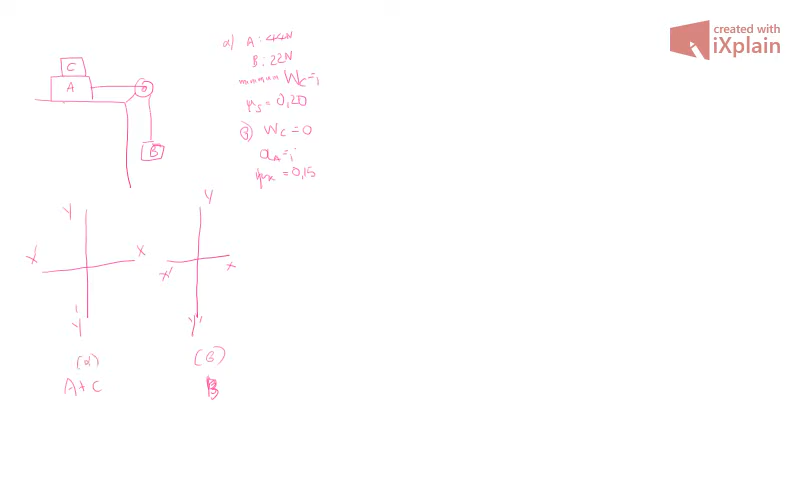 created with
iXplain
α) A: 44N
B: 22N
Wc=¡
μs = 0,20
β) Wc = 0
aA=¡
μk = 0,15
C
A
B
Y
X' X
Y'
(α)
A+C
Y
X' X
Y'
(β)
B